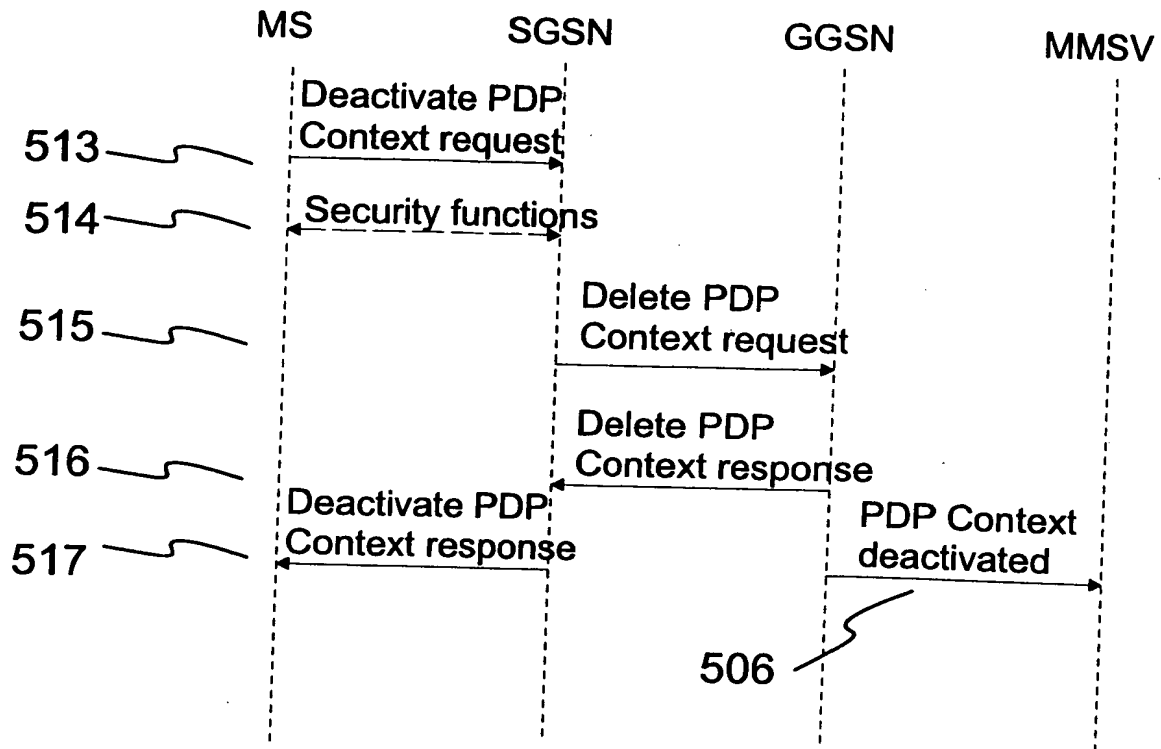 MS SGSN GGSN MMSV
Deactivate PDP
Context request
513
Security functions
514
Delete PDP
Context request
515
Delete PDP
Context response
516
Deactivate PDP
Context response
517
PDP Context
deactivated
506